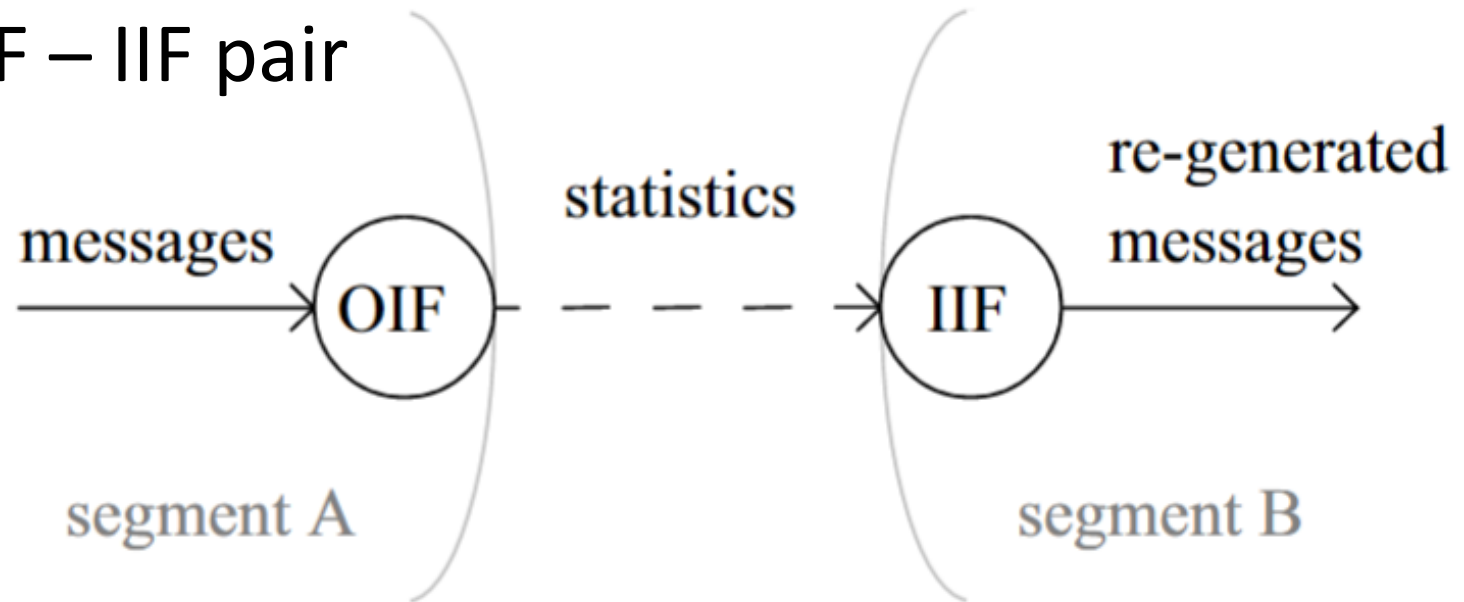 F – IIF pair
re-generated
statistics
messages
messages
OIF
IIF
segment A
segment B